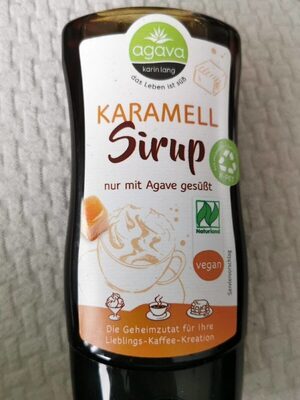 agava
karin lang
das Leben ist süß
KARAMELL
Sirup
nur mit Agave gesüßt
Naturland
vegan
Serviervorschlag
Die Geheimzutat für Ihre
Lieblings-Kaffee-Kreation